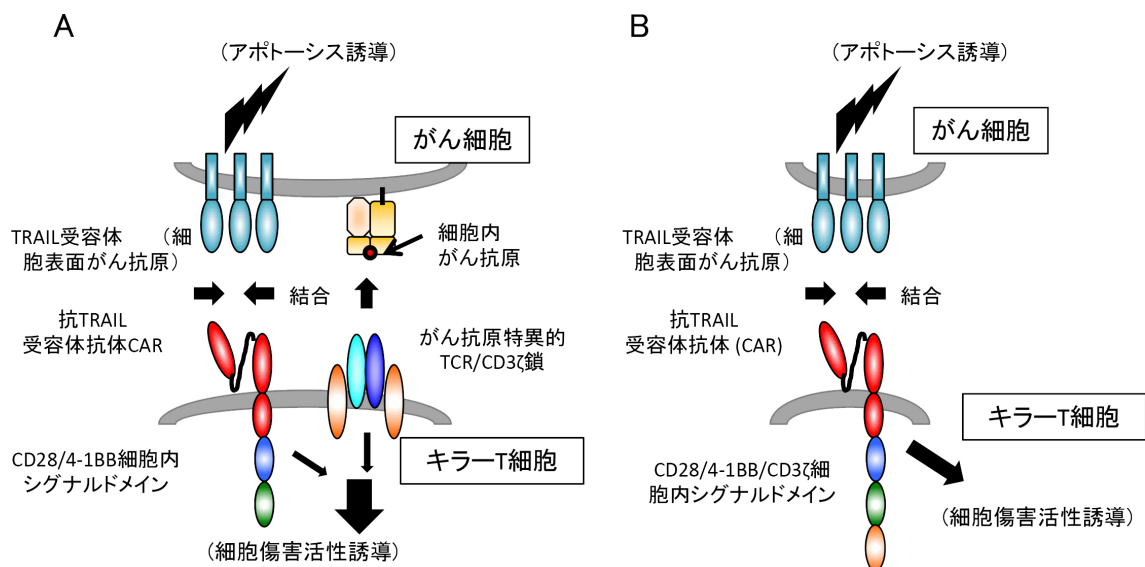 A
(アポトーシス誘導)
がん細胞
TRAIL受容体 (細
胞表面がん抗原)
細胞内
がん抗原
結合
抗TRAIL
受容体抗体CAR
がん抗原特異的
TCR/CD3ζ鎖
CD28/4-1BB細胞内
シグナルドメイン
キラーT細胞
(細胞傷害活性誘導)
B
(アポトーシス誘導)
がん細胞
TRAIL受容体 (細
胞表面がん抗原)
結合
抗TRAIL
受容体抗体 (CAR)
キラーT細胞
CD28/4-1BB/CD3ζ細
胞内シグナルドメイン
(細胞傷害活性誘導)